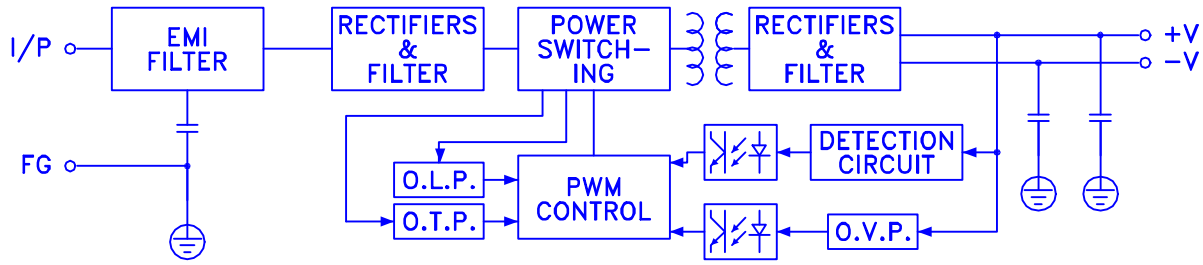 I/P
EMI
FILTER
RECTIFIERS
&
FILTER
POWER
SWITCH-
ING
RECTIFIERS
&
FILTER
+V
-V
FG
O.L.P.
O.T.P.
PWM
CONTROL
DETECTION
CIRCUIT
O.V.P.